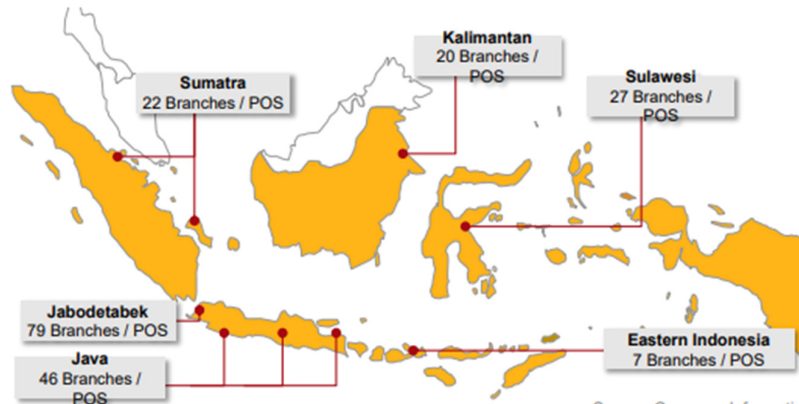 Kalimantan
20 Branches /
POS
Sumatra
22 Branches / POS
Sulawesi
27 Branches /
POS
Jabodetabek
79 Branches / POS
Java
46 Branches /
POS
Eastern Indonesia
7 Branches / POS